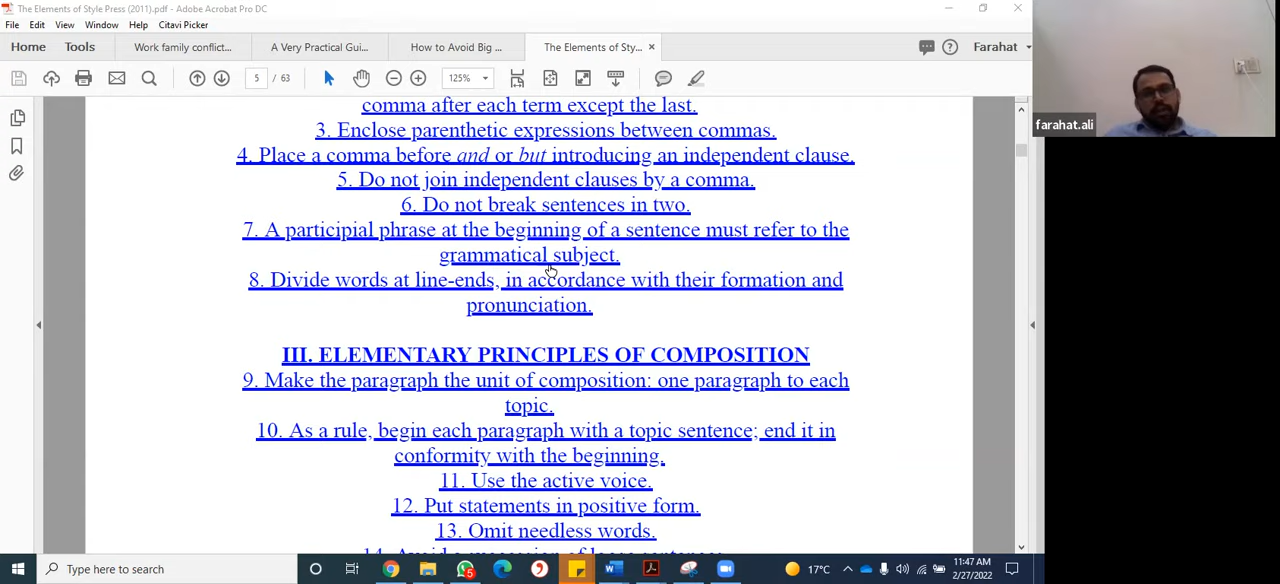 The Elements of Style Press (2011).pdf - Adobe Acrobat Pro DC
File Edit View Window Help Citavi Picker
Home Tools Work family conflict... A Very Practical Gui... How to Avoid Big ... The Elements of Sty... × Farahat
5 / 63 125%
comma after each term except the last.
3. Enclose parenthetic expressions between commas.
4. Place a comma before and or but introducing an independent clause.
5. Do not join independent clauses by a comma.
6. Do not break sentences in two.
7. A participial phrase at the beginning of a sentence must refer to the
grammatical subject.
8. Divide words at line-ends, in accordance with their formation and
pronunciation.
III. ELEMENTARY PRINCIPLES OF COMPOSITION
9. Make the paragraph the unit of composition: one paragraph to each
topic.
10. As a rule, begin each paragraph with a topic sentence; end it in
conformity with the beginning.
11. Use the active voice.
12. Put statements in positive form.
13. Omit needless words.
14. Avoid a succession of loose sentences.
farahat.ali
Type here to search 5 17°C 11:47 AM
2/27/2022